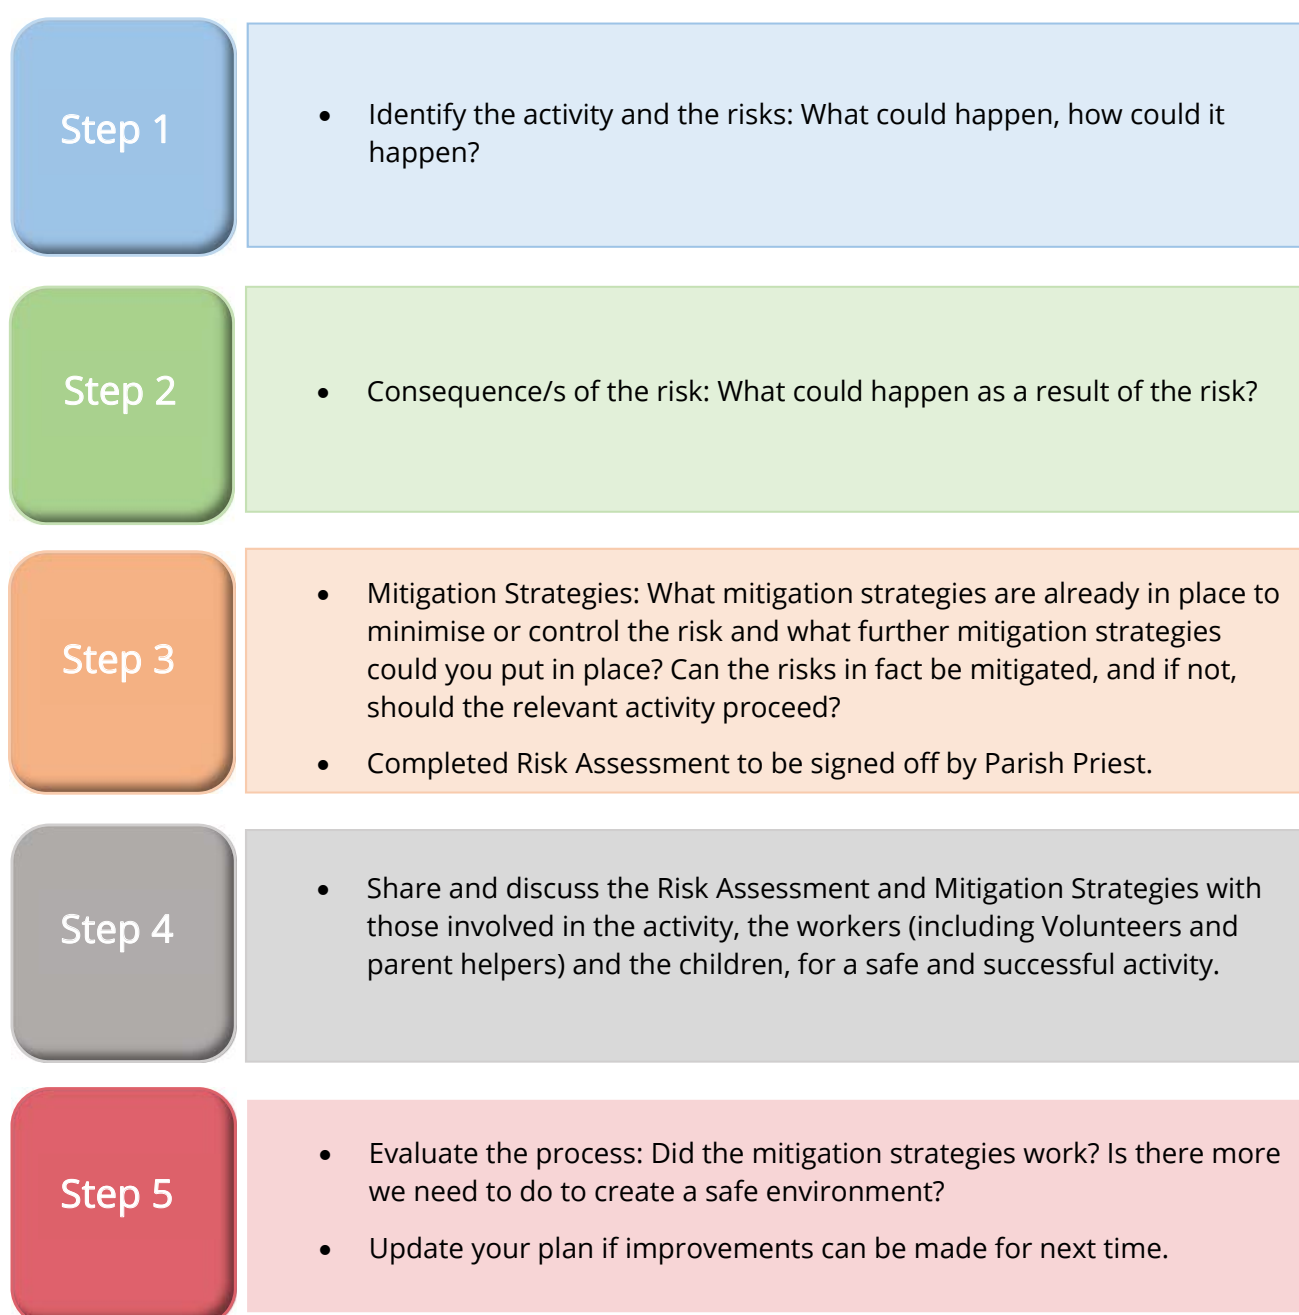 Step 1
• Identify the activity and the risks: What could happen, how could it
happen?
Step 2
• Consequence/s of the risk: What could happen as a result of the risk?
Step 3
• Mitigation Strategies: What mitigation strategies are already in place to
minimise or control the risk and what further mitigation strategies
could you put in place? Can the risks in fact be mitigated, and if not,
should the relevant activity proceed?
• Completed Risk Assessment to be signed off by Parish Priest.
Step 4
• Share and discuss the Risk Assessment and Mitigation Strategies with
those involved in the activity, the workers (including Volunteers and
parent helpers) and the children, for a safe and successful activity.
Step 5
• Evaluate the process: Did the mitigation strategies work? Is there more
we need to do to create a safe environment?
• Update your plan if improvements can be made for next time.